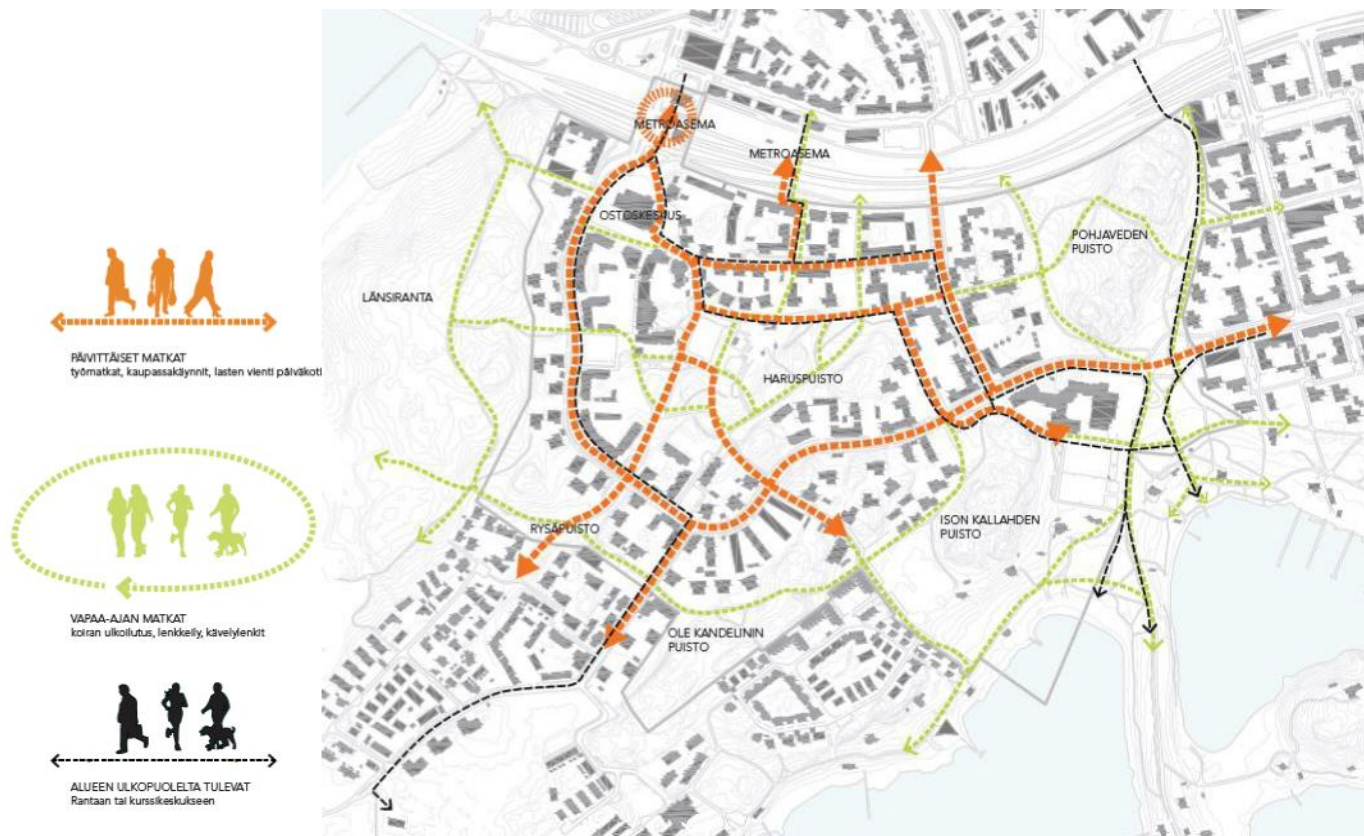 PÄIVITTÄISET MATKAT
työmatkat, kaupassakäynnit, lasten vienti päiväkoti
VAPAA-AJAN MATKAT
koiran ulkoilutus, lenkkeily, kävelylenkit
ALUEEN ULKOPUOLELTA TULEVAT
Rantaan tai kurssikeskukseen
METROASEMA
METROASEMA
OSTOSKESKUS
POHJAVEDEN
PUISTO
LÄNSIRANTA
HARUSPUISTO
RYSÄPUISTO
ISON KALLAHDEN
PUISTO
OLE KANDELININ
PUISTO